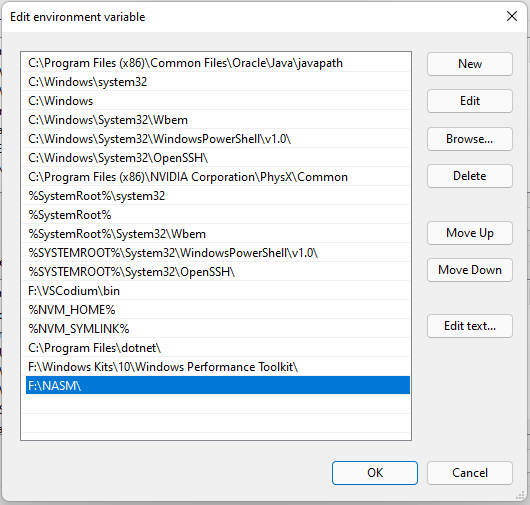 Edit environment variable
C:\Program Files (x86)\Common Files\Oracle\Java\javapath
C:\Windows\system32
C:\Windows
C:\Windows\System32\Wbem
C:\Windows\System32\WindowsPowerShell\v1.0\
C:\Windows\System32\OpenSSH\
C:\Program Files (x86)\NVIDIA Corporation\PhysX\Common
%SystemRoot%\system32
%SystemRoot%
%SystemRoot%\System32\Wbem
%SYSTEMROOT%\System32\WindowsPowerShell\v1.0\
%SYSTEMROOT%\System32\OpenSSH\
F:\VSCodium\bin
%NVM_HOME%
%NVM_SYMLINK%
C:\Program Files\dotnet\
F:\Windows Kits\10\Windows Performance Toolkit\
F:\NASM\
New
Edit
Browse...
Delete
Move Up
Move Down
Edit text...
OK
Cancel